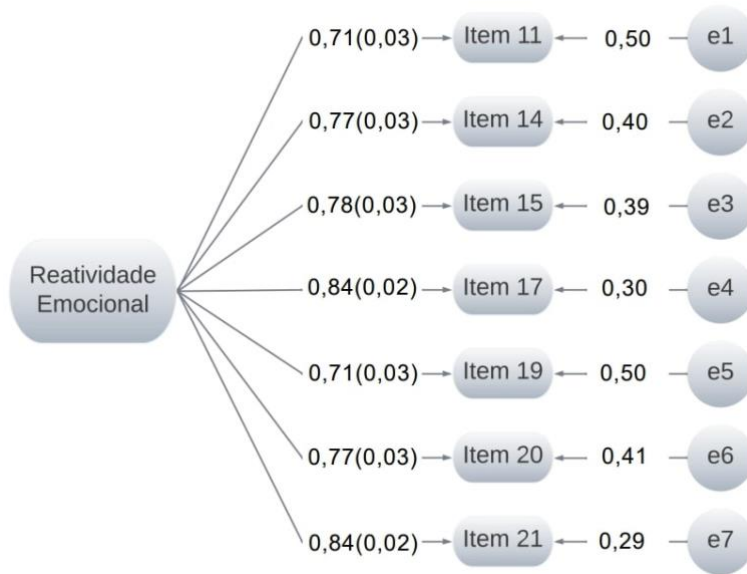 0,71(0,03) Item 11 0,50 e1
0,77(0,03) Item 14 0,40 e2
0,78(0,03) Item 15 0,39 e3
Reatividade
Emocional
0,84(0,02) Item 17 0,30 e4
0,71(0,03) Item 19 0,50 e5
0,77(0,03) Item 20 0,41 e6
0,84(0,02) Item 21 0,29 e7